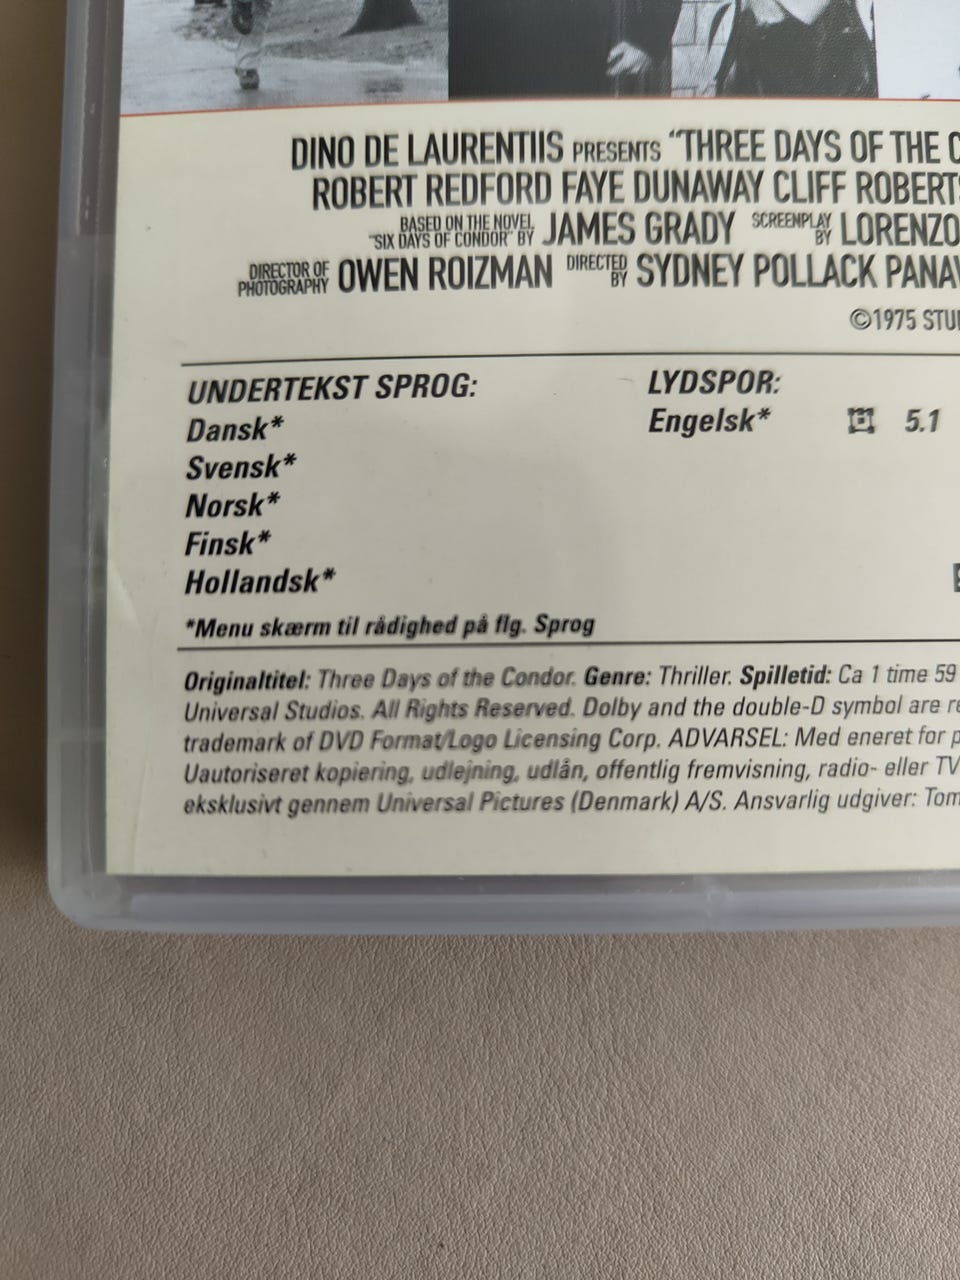 DINO DE LAURENTIIS PRESENTS "THREE DAYS OF THE
ROBERT REDFORD FAYE DUNAWAY CLIFF
BASED ON THE NOVEL "SIX DAYS OF CONDOR" BY JAMES GRADY SCREENPLAY BY LORENZO
DIRECTOR OF PHOTOGRAPHY OWEN ROIZMAN DIRECTED BY SYDNEY POLLACK
©1975
UNDERTEKST SPROG:
Dansk*
Svensk*
Norsk*
Finsk*
Hollandsk*
LYDSPOR:
Engelsk* 5.1
*Menu skærm til rådighed på flg. Sprog
Originaltitel: Three Days of the Condor. Genre: Thriller. Spilletid: Ca 1 time 59
Universal Studios. All Rights Reserved. Dolby and the double-D symbol are
trademark of DVD Format/Logo Licensing Corp. ADVARSEL: Med eneret for
Uautoriseret kopiering, udlejning, udlån, offentlig fremvisning, radio- eller TV
eksklusivt gennem Universal Pictures (Denmark) A/S. Ansvarlig udgiver: Tom